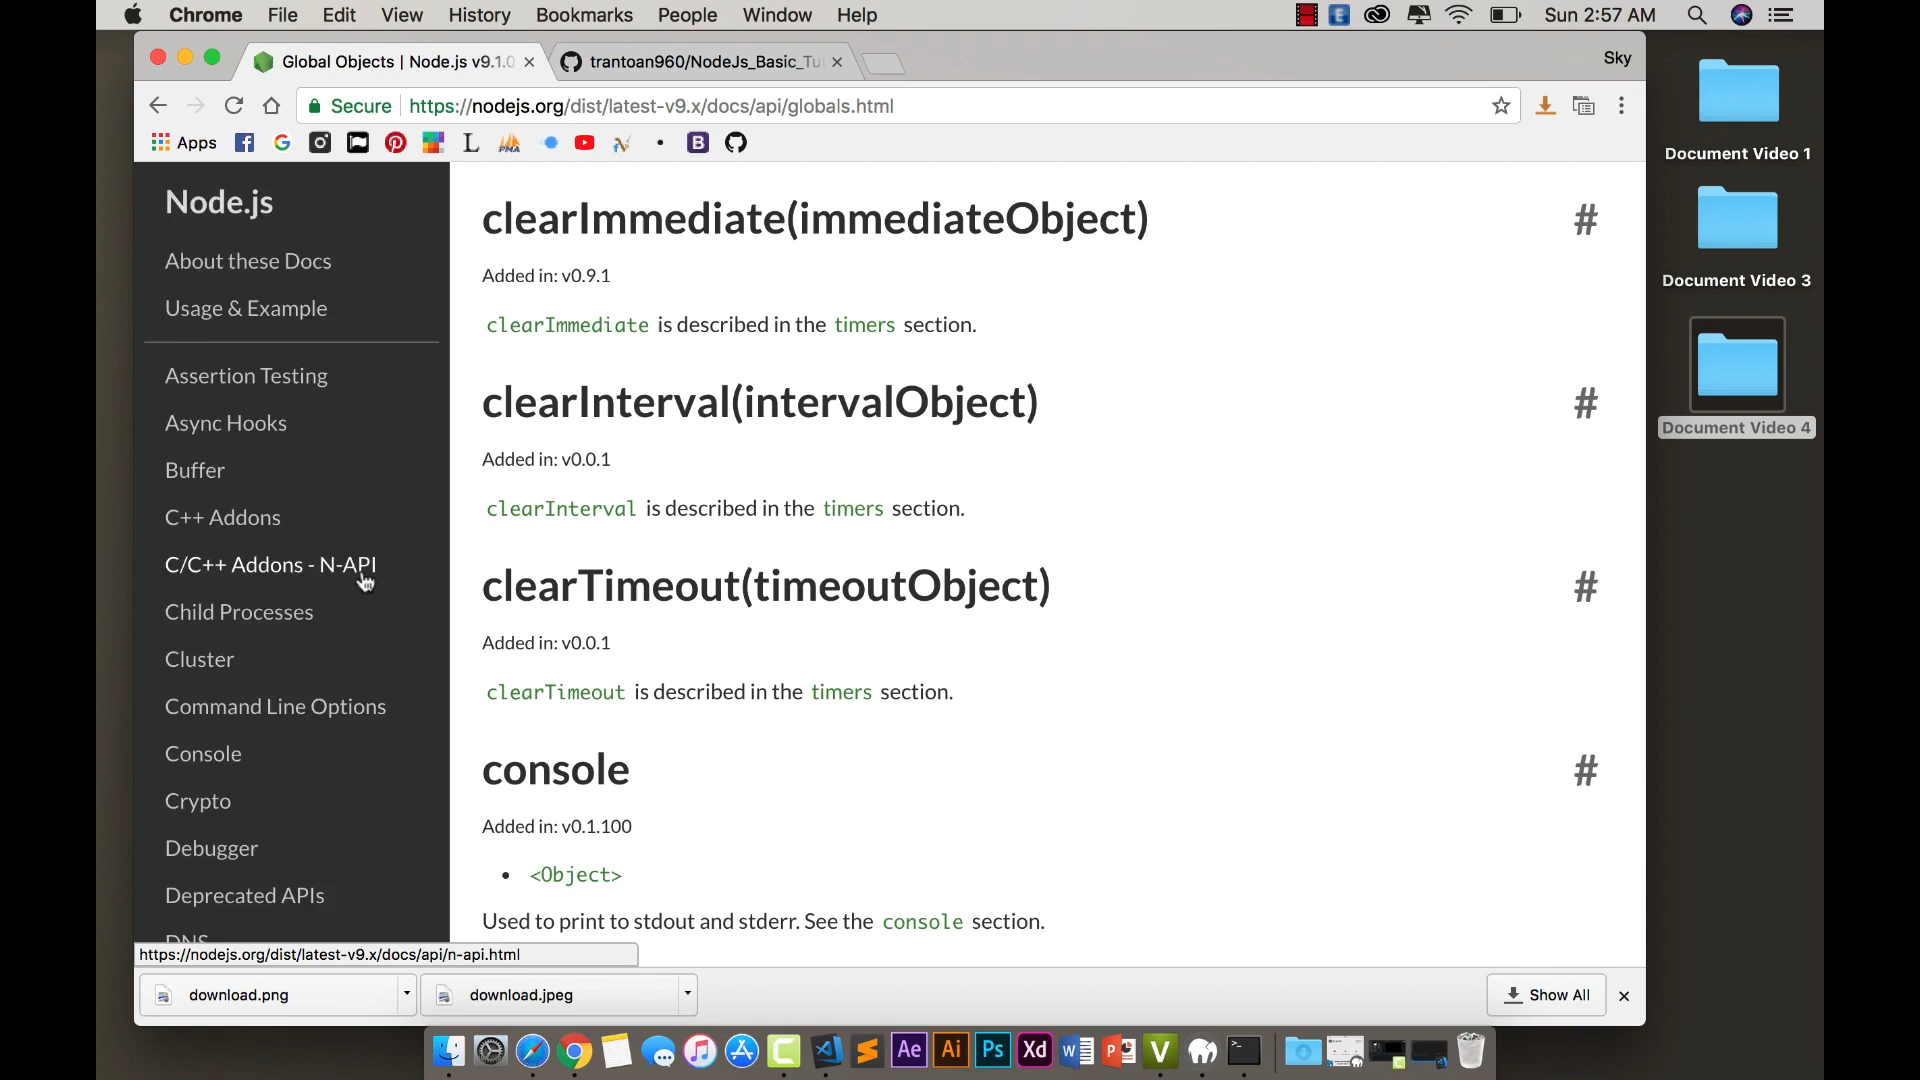 Chrome File Edit View History Bookmarks People Window Help Sun 2:57 AM
Global Objects | Node.js v9.1.0
trantoan960/NodeJs_Basic_Tu
Sky
Secure https://nodejs.org/dist/latest-v9.x/docs/api/globals.html
Apps L PMA B
Document Video 1
Document Video 3
Document Video 4
Node.js
About these Docs
Usage & Example
Assertion Testing
Async Hooks
Buffer
C++ Addons
C/C++ Addons - N-API
Child Processes
Cluster
Command Line Options
Console
Crypto
Debugger
Deprecated APIs
DNS
clearImmediate(immediateObject) #
Added in: v0.9.1
clearImmediate is described in the timers section.
clearInterval(intervalObject) #
Added in: v0.0.1
clearInterval is described in the timers section.
clearTimeout(timeoutObject) #
Added in: v0.0.1
clearTimeout is described in the timers section.
console #
Added in: v0.1.100
• <Object>
Used to print to stdout and stderr. See the console section.
https://nodejs.org/dist/latest-v9.x/docs/api/n-api.html
download.png
download.jpeg
Show All
Ae Ai Ps Xd W P V